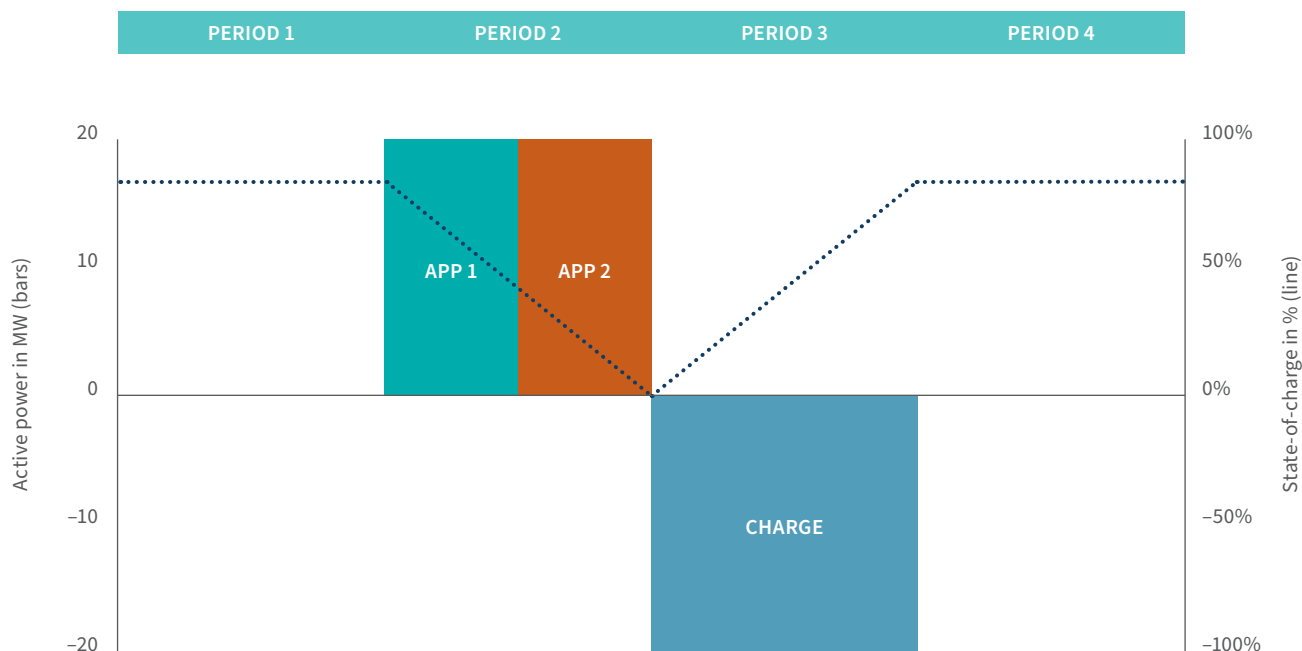 PERIOD 1 PERIOD 2 PERIOD 3 PERIOD 4
20 100%
10 50%
APP 1 APP 2
0 0%
Active power in MW (bars)
State-of-charge in % (line)
–10 –50%
CHARGE
–20 –100%